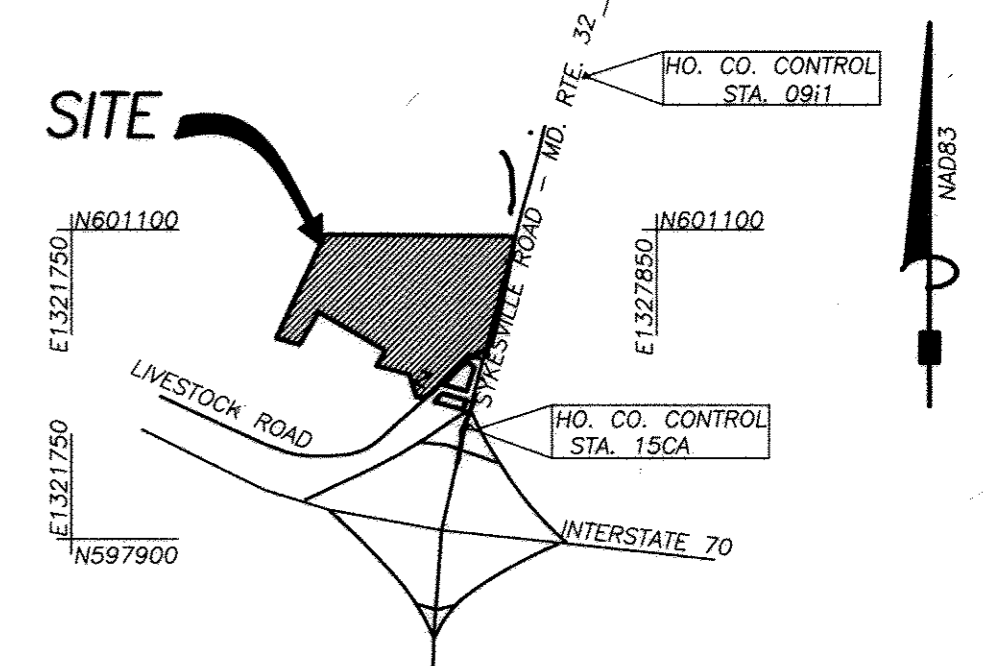 SITE
HO. CO. CONTROL
STA. 09i1
SYKESVILLE ROAD - MD. RTE. 32
NAD83
N601100
E1321750
N601100
E1327850
LIVESTOCK ROAD
HO. CO. CONTROL
STA. 15CA
E1321750
N597900
INTERSTATE 70